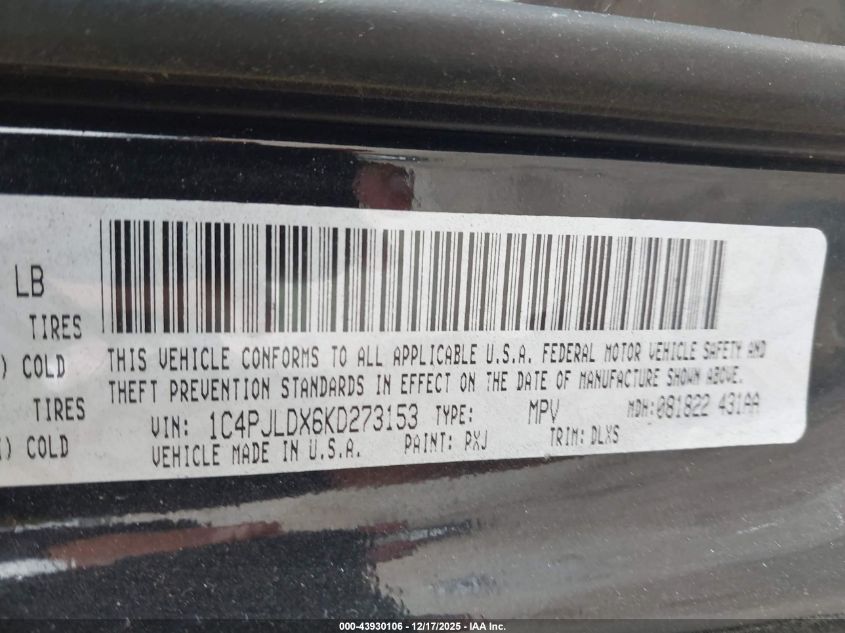 LB
TIRES
) COLD
TIRES
) COLD
THIS VEHICLE CONFORMS TO ALL APPLICABLE U.S.A. FEDERAL MOTOR VEHICLE SAFETY AND
THEFT PREVENTION STANDARDS IN EFFECT ON THE DATE OF MANUFACTURE SHOWN ABOVE.
VIN: 1C4PJLDX6KD273153 TYPE: MPV MDH:081822 431AA
VEHICLE MADE IN U.S.A. PAINT: PXJ TRIM: DLXS
000-43930106 - 12/17/2025 - COPYRIGHT IAA, LLC.